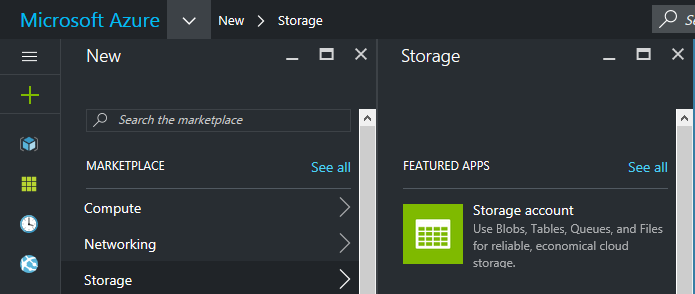 Microsoft Azure
New
Storage
New
Search the marketplace
MARKETPLACE
See all
Compute
Networking
Storage
Storage
FEATURED APPS
See all
Storage account
Use Blobs, Tables, Queues, and Files
for reliable, economical cloud
storage.